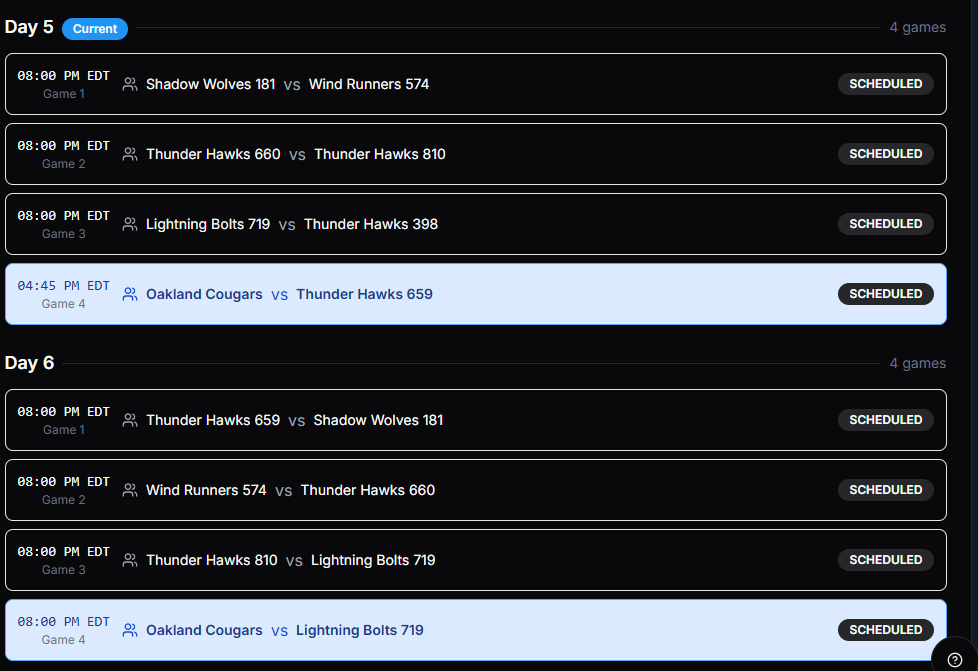 Day 5 Current 4 games
08:00 PM EDT
Game 1
Shadow Wolves 181 vs Wind Runners 574
SCHEDULED
08:00 PM EDT
Game 2
Thunder Hawks 660 vs Thunder Hawks 810
SCHEDULED
08:00 PM EDT
Game 3
Lightning Bolts 719 vs Thunder Hawks 398
SCHEDULED
04:45 PM EDT
Game 4
Oakland Cougars vs Thunder Hawks 659
SCHEDULED
Day 6 4 games
08:00 PM EDT
Game 1
Thunder Hawks 659 vs Shadow Wolves 181
SCHEDULED
08:00 PM EDT
Game 2
Wind Runners 574 vs Thunder Hawks 660
SCHEDULED
08:00 PM EDT
Game 3
Thunder Hawks 810 vs Lightning Bolts 719
SCHEDULED
08:00 PM EDT
Game 4
Oakland Cougars vs Lightning Bolts 719
SCHEDULED
?